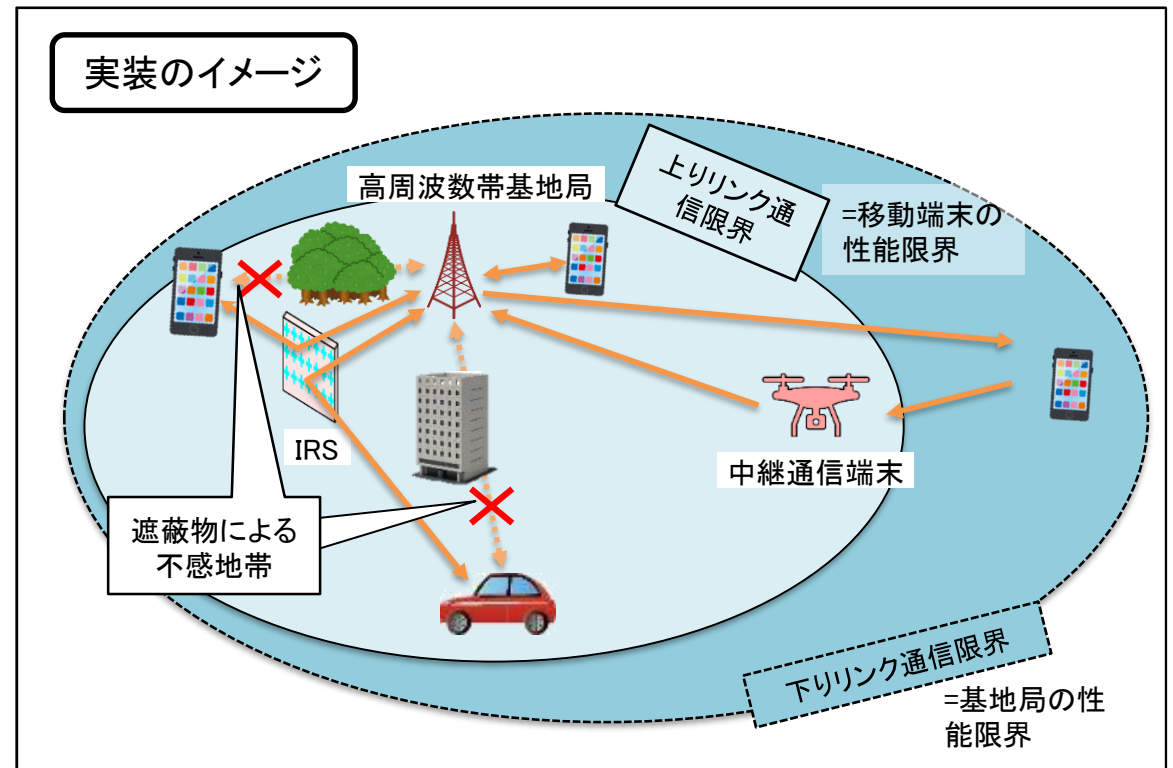 実装のイメージ
高周波数帯基地局
上りリンク通
信限界
=移動端末の
性能限界
IRS
中継通信端末
遮蔽物による
不感地帯
下りリンク通信限界
=基地局の性
能限界